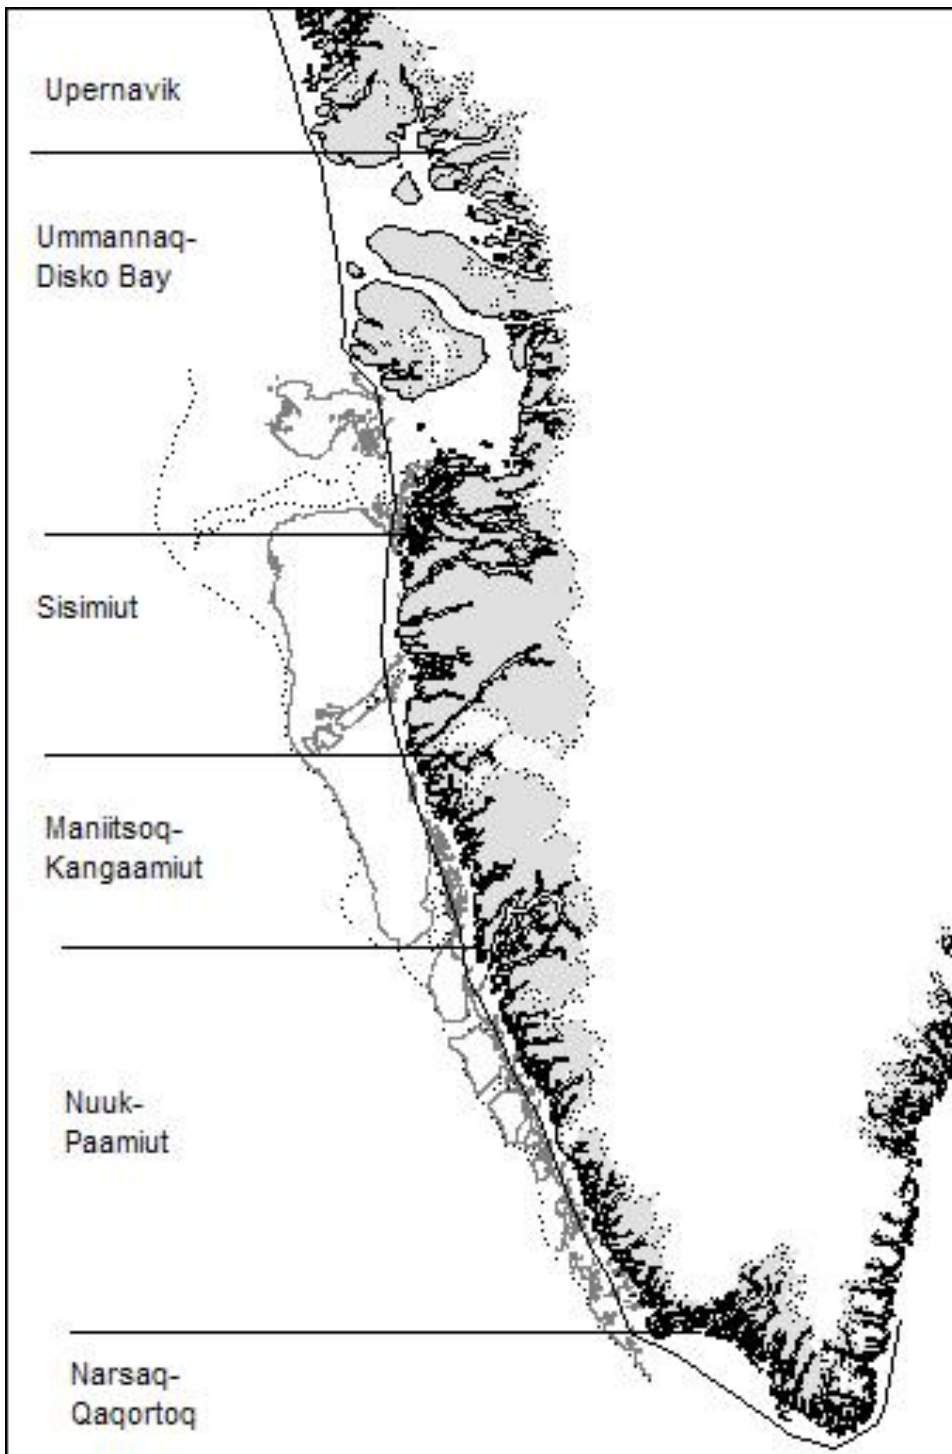 Upernavik
Ummannaq-
Disko Bay
Sisimiut
Maniitsoq-
Kangaamiut
Nuuk-
Paamiut
Narsaq-
Qaqortoq